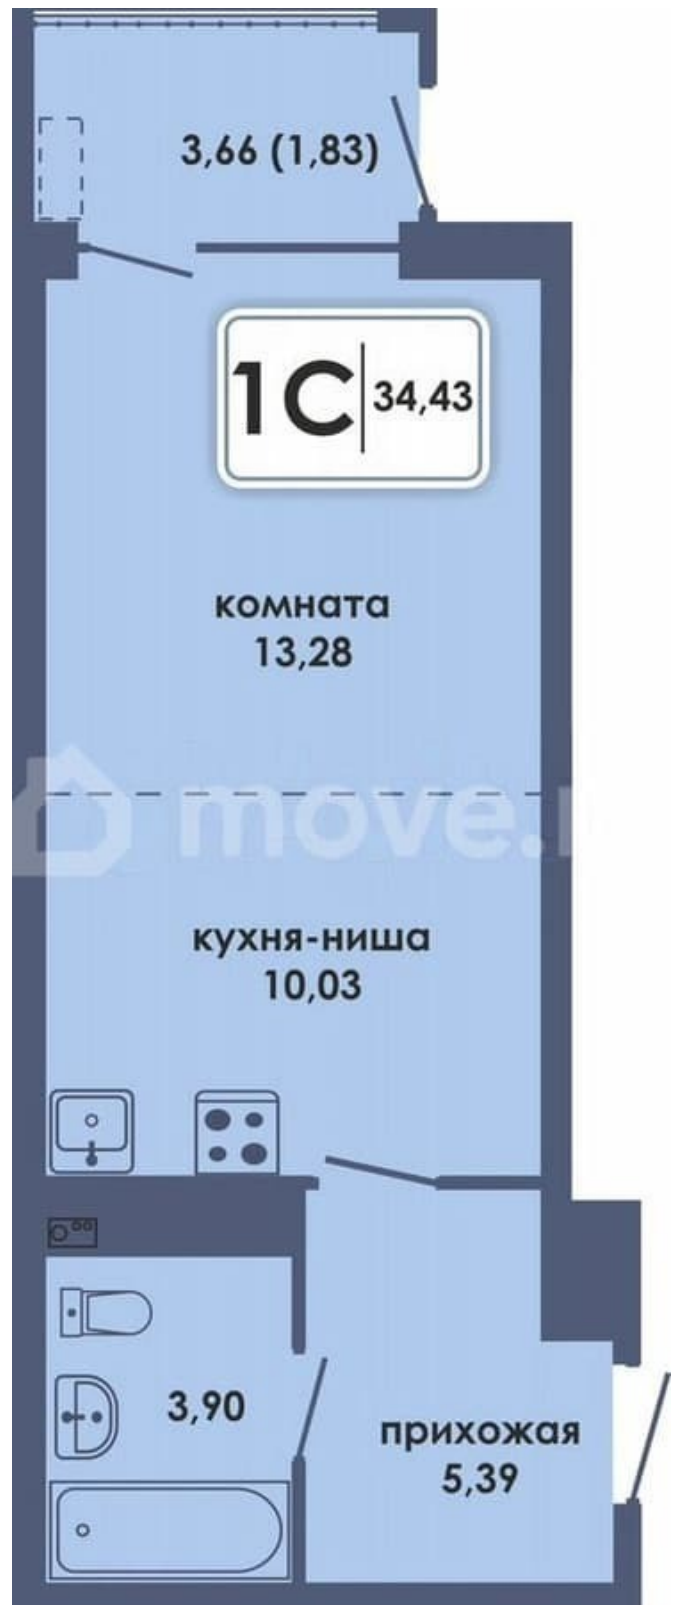 3,66 (1,83)
1С 34,43
комната
13,28
move.r
кухня-ниша
10,03
3,90
прихожая
5,39